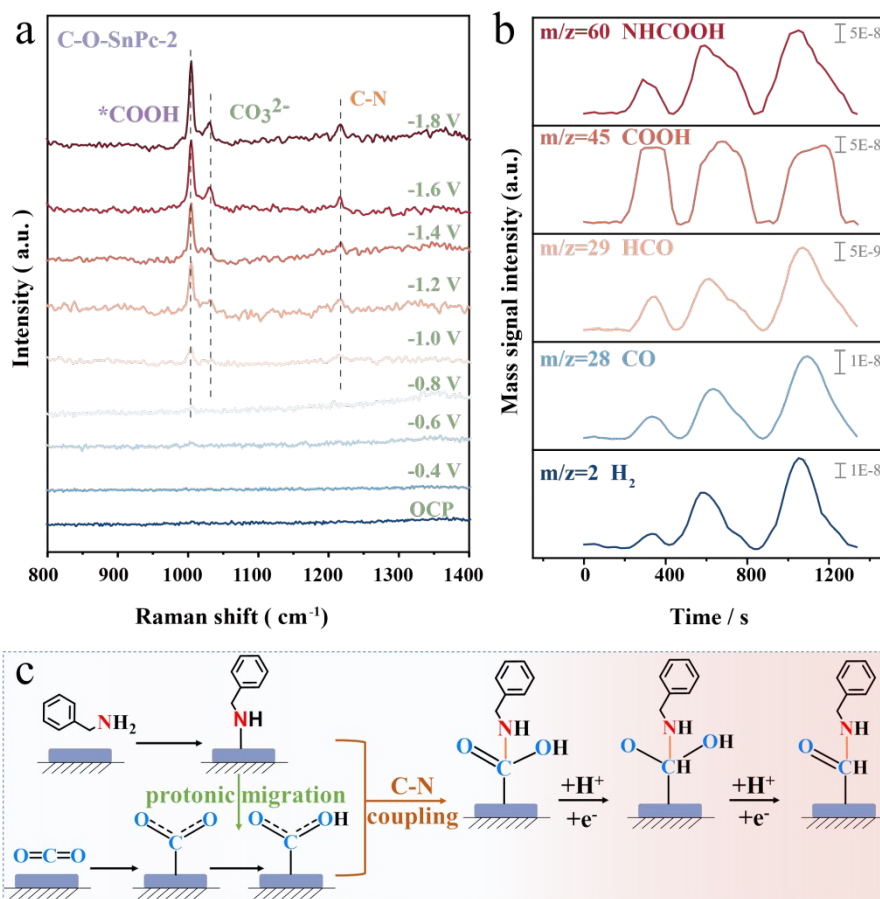 a
C-O-SnPc-2
*COOH
CO₃²⁻
C-N
-1.8 V
-1.6 V
-1.4 V
-1.2 V
-1.0 V
-0.8 V
-0.6 V
-0.4 V
OCP
Intensity ( a.u. )
800 900 1000 1100 1200 1300 1400
Raman shift ( cm⁻¹)
b
m/z=60 NHCOOH
5E-8
m/z=45 COOH
5E-8
m/z=29 HCO
5E-9
m/z=28 CO
1E-8
m/z=2 H₂
1E-8
Mass signal intensity (a.u.)
0 400 800 1200
Time / s
c
NH₂
NH
protonic migration
O=C=O
O C O
O C OH
C-N
coupling
NH
O C OH
+H⁺
+e⁻
NH
O CH OH
+H⁺
+e⁻
NH
O CH